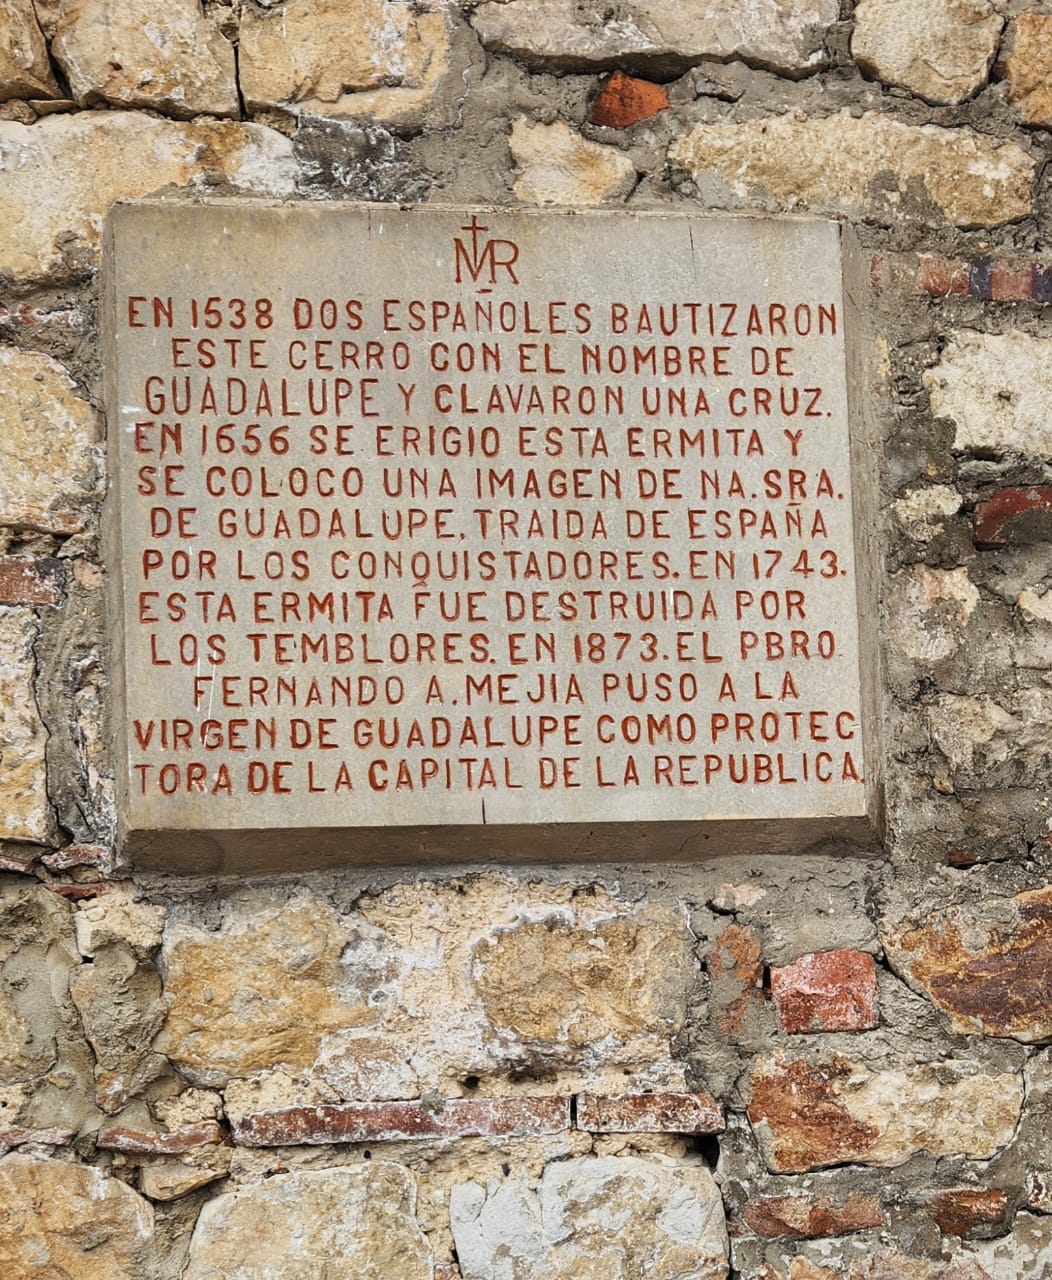 MR
EN 1538 DOS ESPAÑOLES BAUTIZARON
ESTE CERRO CON EL NOMBRE DE
GUADALUPE Y CLAVARON UNA CRUZ.
EN 1656 SE ERIGIO ESTA ERMITA Y
SE COLOCO UNA IMAGEN DE NA. SRA.
DE GUADALUPE, TRAIDA DE ESPAÑA
POR LOS CONQUISTADORES. EN 1743.
ESTA ERMITA FUE DESTRUIDA POR
LOS TEMBLORES. EN 1873. EL PBRO
FERNANDO A. MEJIA PUSO A LA
VIRGEN DE GUADALUPE COMO PROTEC
TORA DE LA CAPITAL DE LA REPUBLICA.